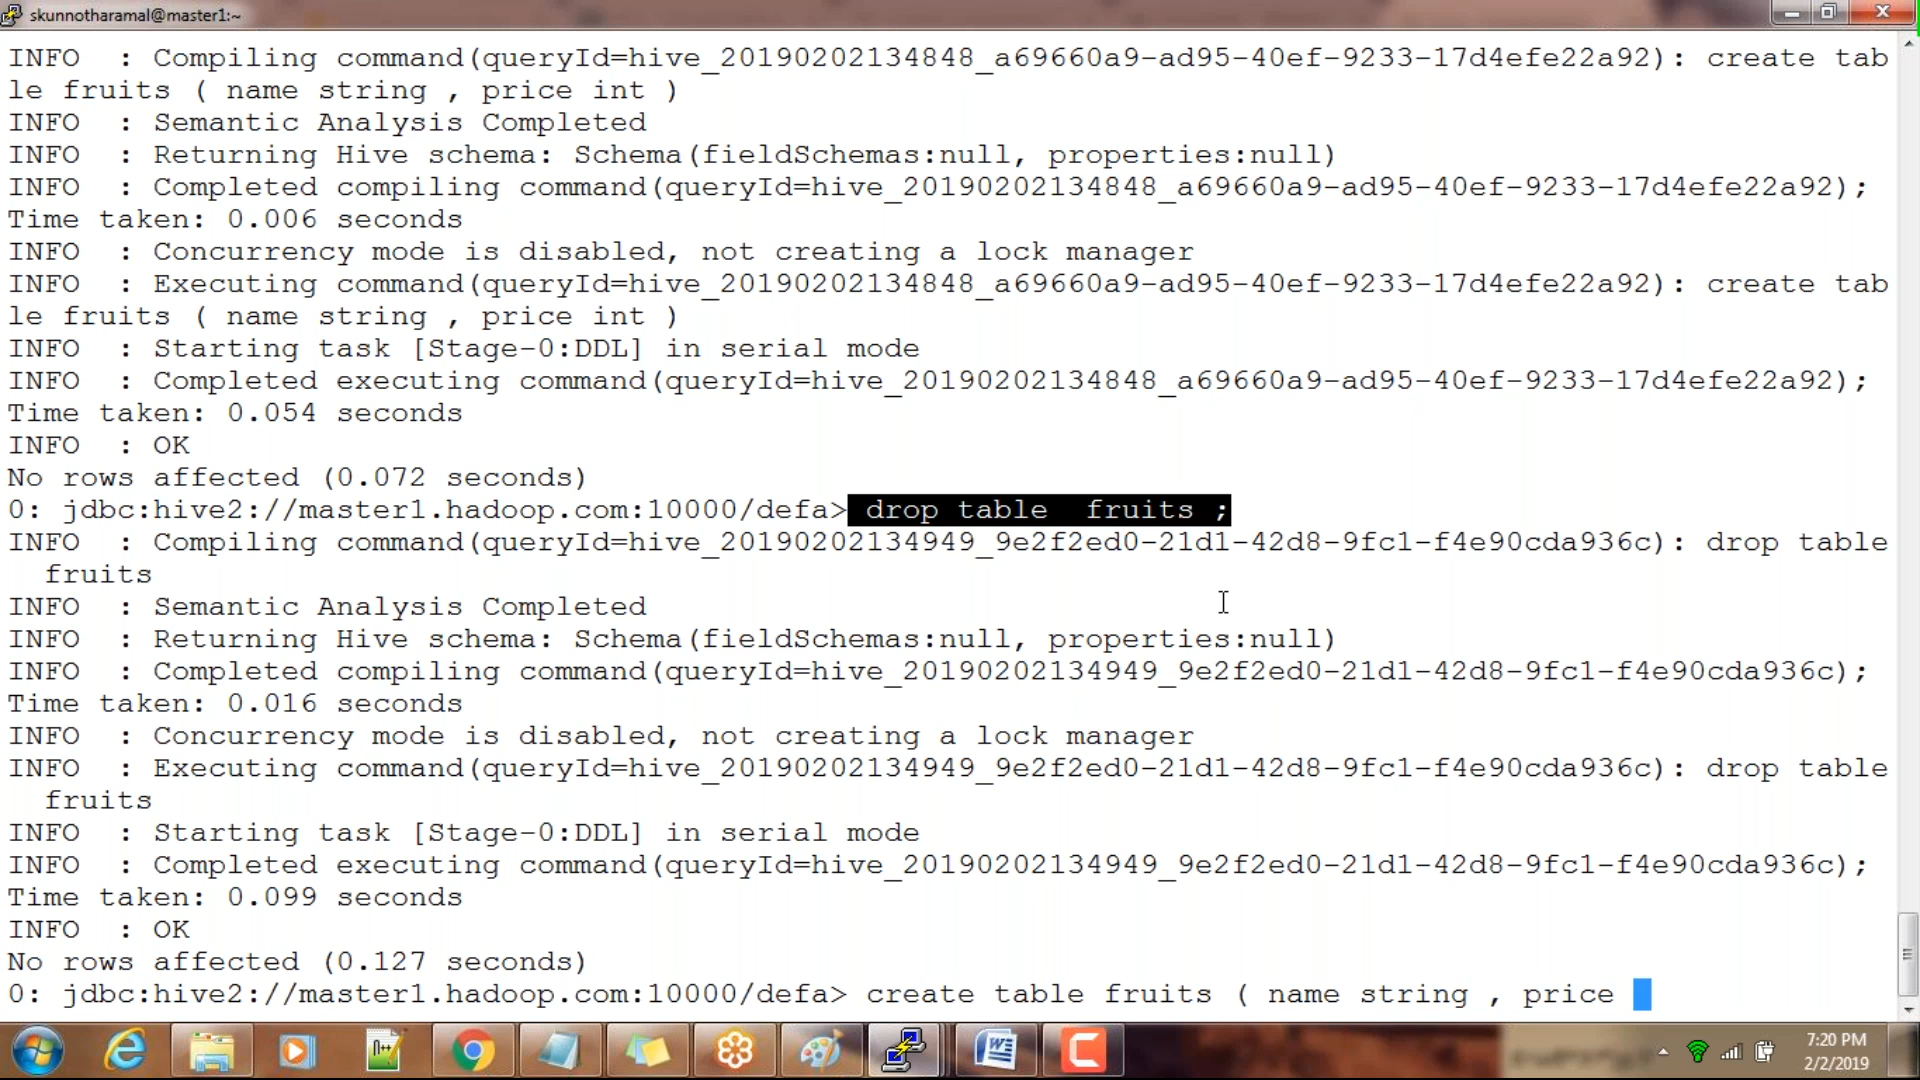 skunnotharamal@master1:~
INFO  : Compiling command(queryId=hive_20190202134848_a69660a9-ad95-40ef-9233-17d4efe22a92): create tab
le fruits ( name string , price int )
INFO  : Semantic Analysis Completed
INFO  : Returning Hive schema: Schema(fieldSchemas:null, properties:null)
INFO  : Completed compiling command(queryId=hive_20190202134848_a69660a9-ad95-40ef-9233-17d4efe22a92);
Time taken: 0.006 seconds
INFO  : Concurrency mode is disabled, not creating a lock manager
INFO  : Executing command(queryId=hive_20190202134848_a69660a9-ad95-40ef-9233-17d4efe22a92): create tab
le fruits ( name string , price int )
INFO  : Starting task [Stage-0:DDL] in serial mode
INFO  : Completed executing command(queryId=hive_20190202134848_a69660a9-ad95-40ef-9233-17d4efe22a92);
Time taken: 0.054 seconds
INFO  : OK
No rows affected (0.072 seconds)
0: jdbc:hive2://master1.hadoop.com:10000/defa> drop table  fruits ;
INFO  : Compiling command(queryId=hive_20190202134949_9e2f2ed0-21d1-42d8-9fc1-f4e90cda936c): drop table
  fruits
INFO  : Semantic Analysis Completed
INFO  : Returning Hive schema: Schema(fieldSchemas:null, properties:null)
INFO  : Completed compiling command(queryId=hive_20190202134949_9e2f2ed0-21d1-42d8-9fc1-f4e90cda936c);
Time taken: 0.016 seconds
INFO  : Concurrency mode is disabled, not creating a lock manager
INFO  : Executing command(queryId=hive_20190202134949_9e2f2ed0-21d1-42d8-9fc1-f4e90cda936c): drop table
  fruits
INFO  : Starting task [Stage-0:DDL] in serial mode
INFO  : Completed executing command(queryId=hive_20190202134949_9e2f2ed0-21d1-42d8-9fc1-f4e90cda936c);
Time taken: 0.099 seconds
INFO  : OK
No rows affected (0.127 seconds)
0: jdbc:hive2://master1.hadoop.com:10000/defa> create table fruits ( name string , price
7:20 PM
2/2/2019